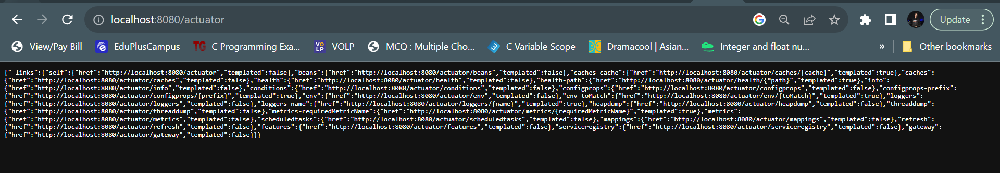 localhost:8080/actuator
Update
View/Pay Bill
EduPlusCampus
TG
C Programming Exa...
VO
LP
VOLP
MCQ : Multiple Cho...
C Variable Scope
Dramacool | Asian...
Integer and float nu...
»
Other bookmarks
{"_links":{"self":{"href":"http://localhost:8080/actuator","templated":false},"beans":{"href":"http://localhost:8080/actuator/beans","templated":false},"caches-cache":{"href":"http://localhost:8080/actuator/caches/{cache}","templated":true},"caches":
{"href":"http://localhost:8080/actuator/caches","templated":false},"health":{"href":"http://localhost:8080/actuator/health","templated":false},"health-path":{"href":"http://localhost:8080/actuator/health/{*path}","templated":true},"info":
{"href":"http://localhost:8080/actuator/info","templated":false},"conditions":{"href":"http://localhost:8080/actuator/conditions","templated":false},"configprops":{"href":"http://localhost:8080/actuator/configprops","templated":false},"configprops-prefix":
{"href":"http://localhost:8080/actuator/configprops/{prefix}","templated":true},"env":{"href":"http://localhost:8080/actuator/env","templated":false},"env-toMatch":{"href":"http://localhost:8080/actuator/env/{toMatch}","templated":true},"loggers":
{"href":"http://localhost:8080/actuator/loggers","templated":false},"loggers-name":{"href":"http://localhost:8080/actuator/loggers/{name}","templated":true},"heapdump":{"href":"http://localhost:8080/actuator/heapdump","templated":false},"threaddump":
{"href":"http://localhost:8080/actuator/threaddump","templated":false},"metrics-requiredMetricName":{"href":"http://localhost:8080/actuator/metrics/{requiredMetricName}","templated":true},"metrics":
{"href":"http://localhost:8080/actuator/metrics","templated":false},"scheduledtasks":{"href":"http://localhost:8080/actuator/scheduledtasks","templated":false},"mappings":{"href":"http://localhost:8080/actuator/mappings","templated":false},"refresh":
{"href":"http://localhost:8080/actuator/refresh","templated":false},"features":{"href":"http://localhost:8080/actuator/features","templated":false},"serviceregistry":{"href":"http://localhost:8080/actuator/serviceregistry","templated":false},"gateway":
{"href":"http://localhost:8080/actuator/gateway","templated":false}}}